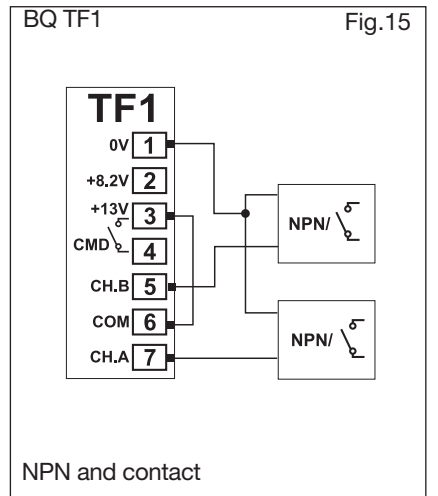 BQ TF1 Fig.15
TF1
0V 1
+8.2V 2
+13V 3
CMD 4
CH.B 5
COM 6
CH.A 7
NPN/
NPN/
NPN and contact